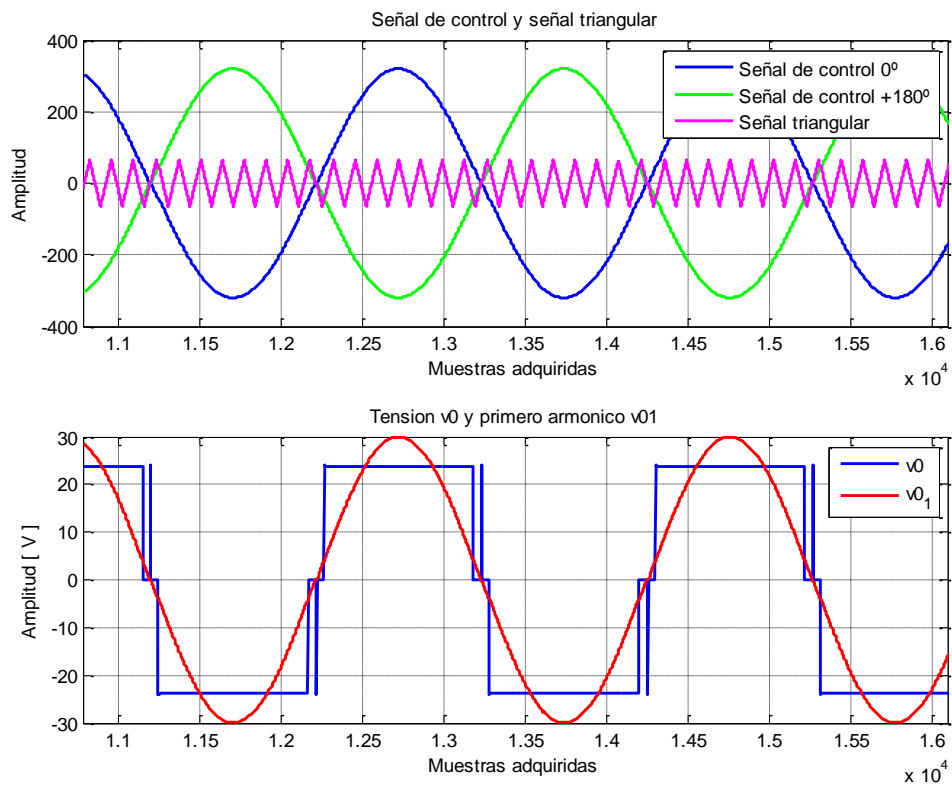 Señal de control y señal triangular
400
200
0
-200
-400
Amplitud
Señal de control 0º
Señal de control +180º
Señal triangular
1.1 1.15 1.2 1.25 1.3 1.35 1.4 1.45 1.5 1.55 1.6
Muestras adquiridas
x 10^4
Tension v0 y primero armonico v01
30
20
10
0
-10
-20
-30
Amplitud [ V ]
v0
v0_1
1.1 1.15 1.2 1.25 1.3 1.35 1.4 1.45 1.5 1.55 1.6
Muestras adquiridas
x 10^4